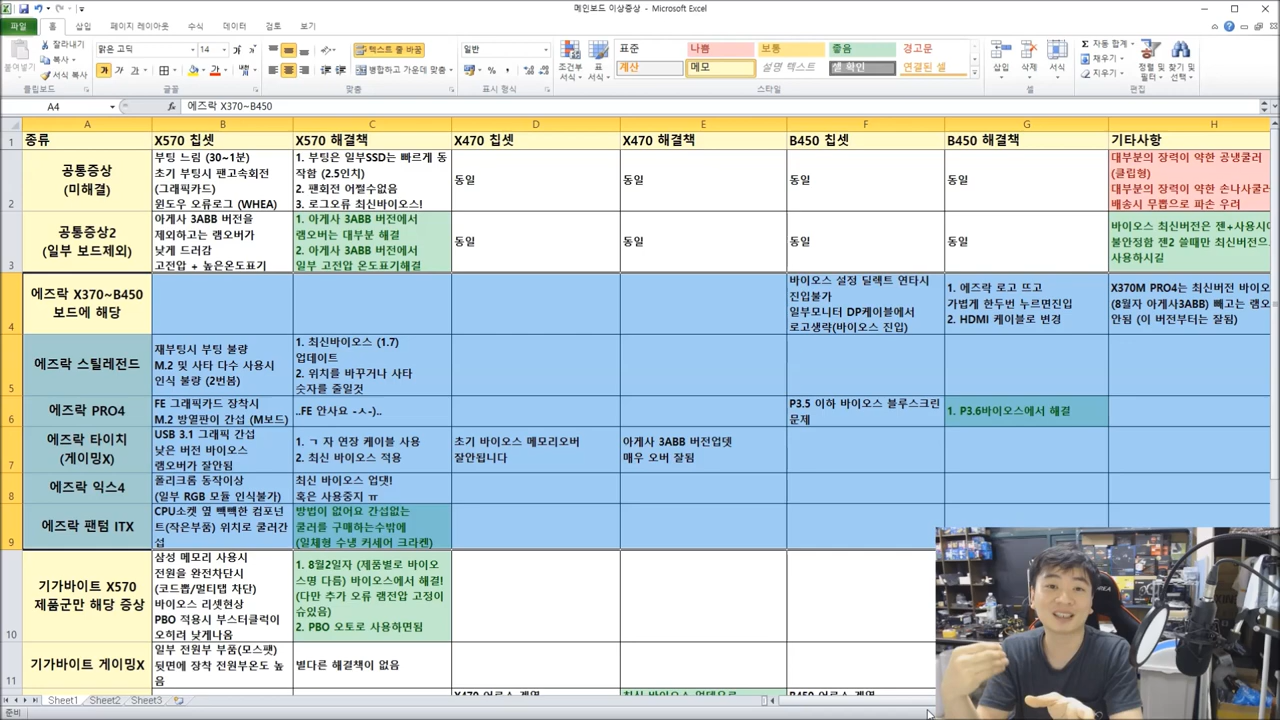 메인보드 이상증상 - Microsoft Excel
파일 홈 삽입 페이지 레이아웃 수식 데이터 검토 보기
붙여넣기 잘라내기 복사 서식 복사
맑은 고딕 14
텍스트 줄 바꿈
병합하고 가운데 맞춤
일반
조건부 서식 표 서식
표준 나쁨 보통 좋음 경고문
계산 메모 설명 텍스트 셀 확인 연결된 셀
삽입 삭제 서식
자동 합계 채우기 지우기
정렬 및 필터 찾기 및 선택
클립보드 글꼴 맞춤 표시 형식 스타일 셀 편집
A4 fx 에즈락 X370~B450
A B C D E F G H
1 종류 X570 칩셋 X570 해결책 X470 칩셋 X470 해결책 B450 칩셋 B450 해결책 기타사항
2
공통증상
(미해결)
부팅 느림 (30~1분)
초기 부팅시 팬고속회전
(그래픽카드)
윈도우 오류로그 (WHEA)
1. 부팅은 일부SSD는 빠르게 동
작함 (2.5인치)
2. 팬회전 어쩔수없음
3. 로그오류 최신바이오스!
동일
동일
동일
동일
대부분의 장력이 약한 공냉쿨러
(클립형)
대부분의 장력이 약한 손나사쿨러
배송시 무뽑으로 파손 우려
3
공통증상2
(일부 보드제외)
아게사 3ABB 버전을
제외하고는 램오버가
낮게 드러감
고전압 + 높은온도표기
1. 아게사 3ABB 버전에서
램오버는 대부분 해결
2. 아게사 3ABB 버전에서
일부 고전압 온도표기해결
동일
동일
동일
동일
바이오스 최신버전은 젠+사용시에
불안정함 젠2 쓸때만 최신버전으
사용하시길
4
에즈락 X370~B450
보드에 해당
바이오스 설정 딜렉트 연타시
진입불가
일부모니터 DP케이블에서
로고생략(바이오스 진입)
1. 에즈락 로고 뜨고
가볍게 한두번 누르면진입
2. HDMI 케이블로 변경
X370M PRO4는 최신버전 바이오
(8월자 아게사3ABB) 빼고는 램오
안됨 (이 버전부터는 잘됨)
5
에즈락 스틸레전드
재부팅시 부팅 불량
M.2 및 사타 다수 사용시
인식 불량 (2번봄)
1. 최신바이오스 (1.7)
업데이트
2. 위치를 바꾸거나 사타
숫자를 줄일것
6
에즈락 PRO4
FE 그래픽카드 장착시
M.2 방열판이 간섭 (M보드)
..FE 안사요 -ㅅ-)..
P3.5 이하 바이오스 블루스크린
문제
1. P3.6바이오스에서 해결
7
에즈락 타이치
(게이밍X)
USB 3.1 그래픽 간섭
낮은 버전 바이오스
램오버가 잘안됨
1. ㄱ 자 연장 케이블 사용
2. 최신 바이오스 적용
초기 바이오스 메모리오버
잘안됩니다
아게사 3ABB 버전업뎃
매우 오버 잘됨
8
에즈락 익스4
폴리크롬 동작이상
(일부 RGB 모듈 인식불가)
최신 바이오스 업댓!
혹은 사용중지 ㅠ
9
에즈락 팬텀 ITX
CPU소켓 옆 빽빽한 컴포넌
트(작은부품) 위치로 쿨러간
섭
방법이 없어요 간섭없는
쿨러를 구매하는수밖에
(일체형 수냉 커세어 크라켄)
10
기가바이트 X570
제품군만 해당 증상
삼성 메모리 사용시
전원을 완전차단시
(코드뽑/멀티탭 차단)
바이오스 리셋현상
PBO 적용시 부스터클럭이
오히려 낮게나옴
1. 8월2일자 (제품별로 바이오
스명 다름) 바이오스에서 해결!
(다만 추가 오류 램전압 고정이
슈있음)
2. PBO 오토로 사용하면됨
11
기가바이트 게이밍X
일부 전원부 부품(모스팻)
뒷면에 장착 전원부온도 높
음
별다른 해결책이 없음
Sheet1 Sheet2 Sheet3
준비